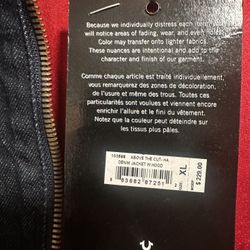 Because we individually distress each
will notice areas of fading, wear, and even holes.
Color may transfer onto lighter fabrics.
These nuances are intentional and add to the
character and finish of our garment.
Comme chaque article est traité individuellement,
vous remarquerez des zones de décoloration,
de l'usure et même des trous. Toutes ces
particularités sont voulues et viennent encore
enrichir l'allure et le fini du vêtement.
Notez que la couleur peut déteindre sur
les tissus plus pâles.
ABOVE THE CUT-HA
DENIM JACKET W/HOOD
XL
$ 229.00